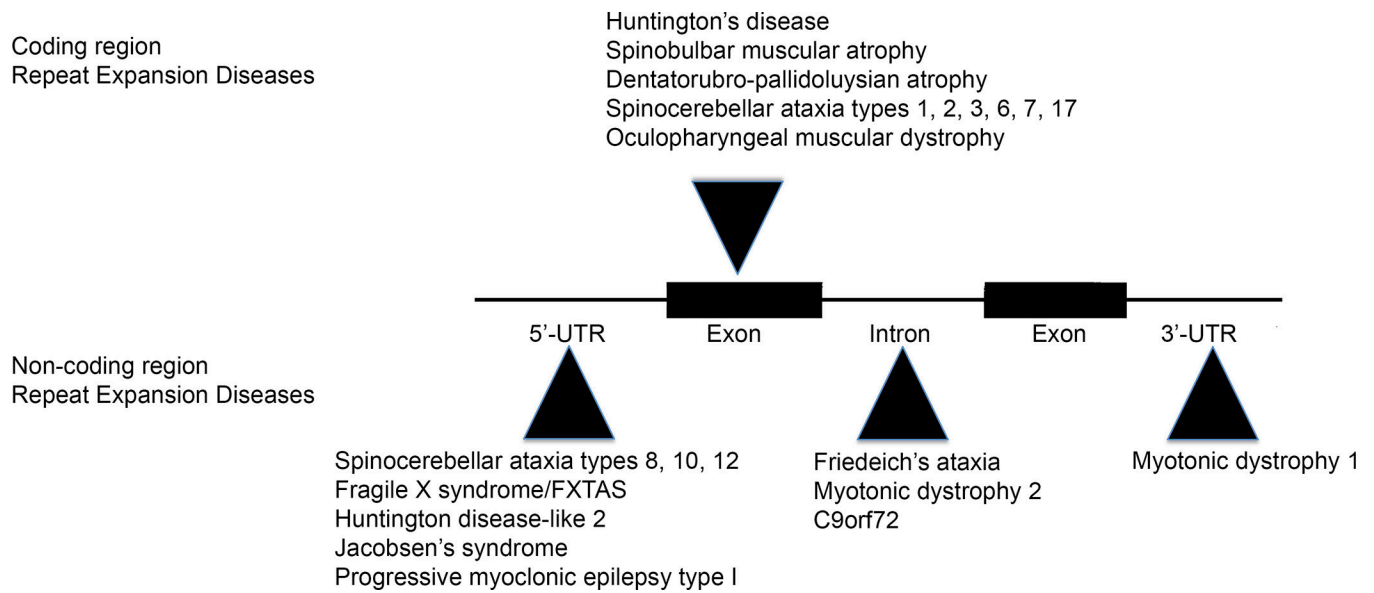 Coding region
Repeat Expansion Diseases
Huntington’s disease
Spinobulbar muscular atrophy
Dentatorubro-pallidoluysian atrophy
Spinocerebellar ataxia types 1, 2, 3, 6, 7, 17
Oculopharyngeal muscular dystrophy
5’-UTR
Exon
Intron
Exon
3’-UTR
Non-coding region
Repeat Expansion Diseases
Spinocerebellar ataxia types 8, 10, 12
Fragile X syndrome/FXTAS
Huntington disease-like 2
Jacobsen’s syndrome
Progressive myoclonic epilepsy type I
Friedeich’s ataxia
Myotonic dystrophy 2
C9orf72
Myotonic dystrophy 1